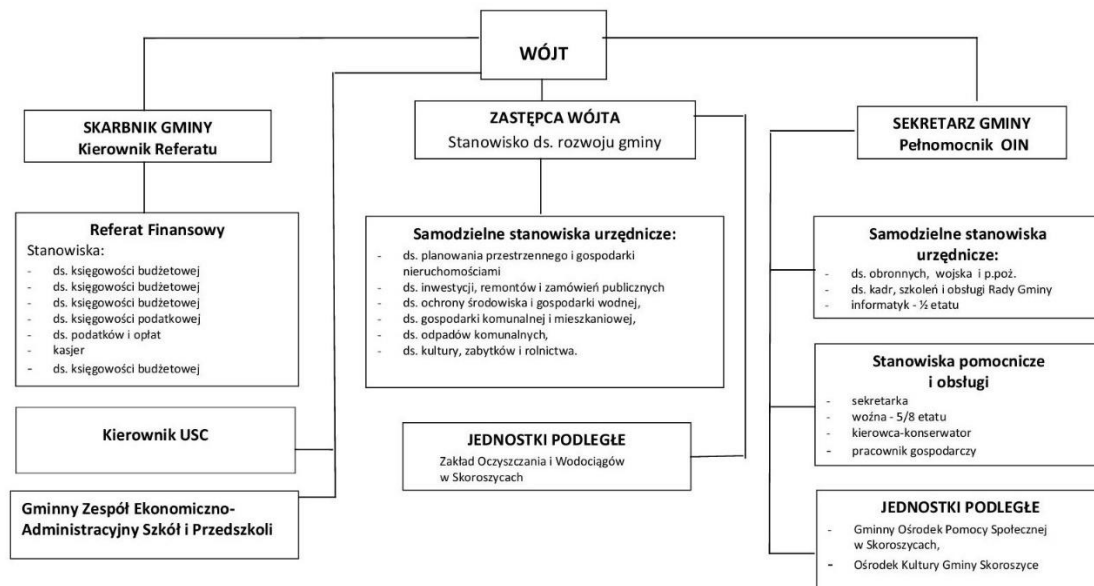 WÓJT
SKARBNIK GMINY
Kierownik Referatu
ZASTĘPCA WÓJTA
Stanowisko ds. rozwoju gminy
SEKRETARZ GMINY
Pełnomocnik OIN
Referat Finansowy
Stanowiska:
- ds. księgowości budżetowej
- ds. księgowości budżetowej
- ds. księgowości budżetowej
- ds. księgowości podatkowej
- ds. podatków i opłat
- kasjer
- ds. księgowości budżetowej
Samodzielne stanowiska urzędnicze:
- ds. planowania przestrzennego i gospodarki
nieruchomościami
- ds. inwestycji, remontów i zamówień publicznych
- ds. ochrony środowiska i gospodarki wodnej,
- ds. gospodarki komunalnej i mieszkaniowej,
- ds. odpadów komunalnych,
- ds. kultury, zabytków i rolnictwa.
Samodzielne stanowiska
urzędnicze:
- ds. obronnych, wojska i p.poż.
- ds. kadr, szkoleń i obsługi Rady Gminy
- informatyk - ½ etatu
Stanowiska pomocnicze
i obsługi
- sekretarka
- woźna - 5/8 etatu
- kierowca-konserwator
- pracownik gospodarczy
Kierownik USC
JEDNOSTKI PODLEGŁE
Zakład Oczyszczania i Wodociągów
w Skoroszycach
Gminny Zespół Ekonomiczno-
Administracyjny Szkół i Przedszkoli
JEDNOSTKI PODLEGŁE
- Gminny Ośrodek Pomocy Społecznej
w Skoroszycach,
- Ośrodek Kultury Gminy Skoroszyce